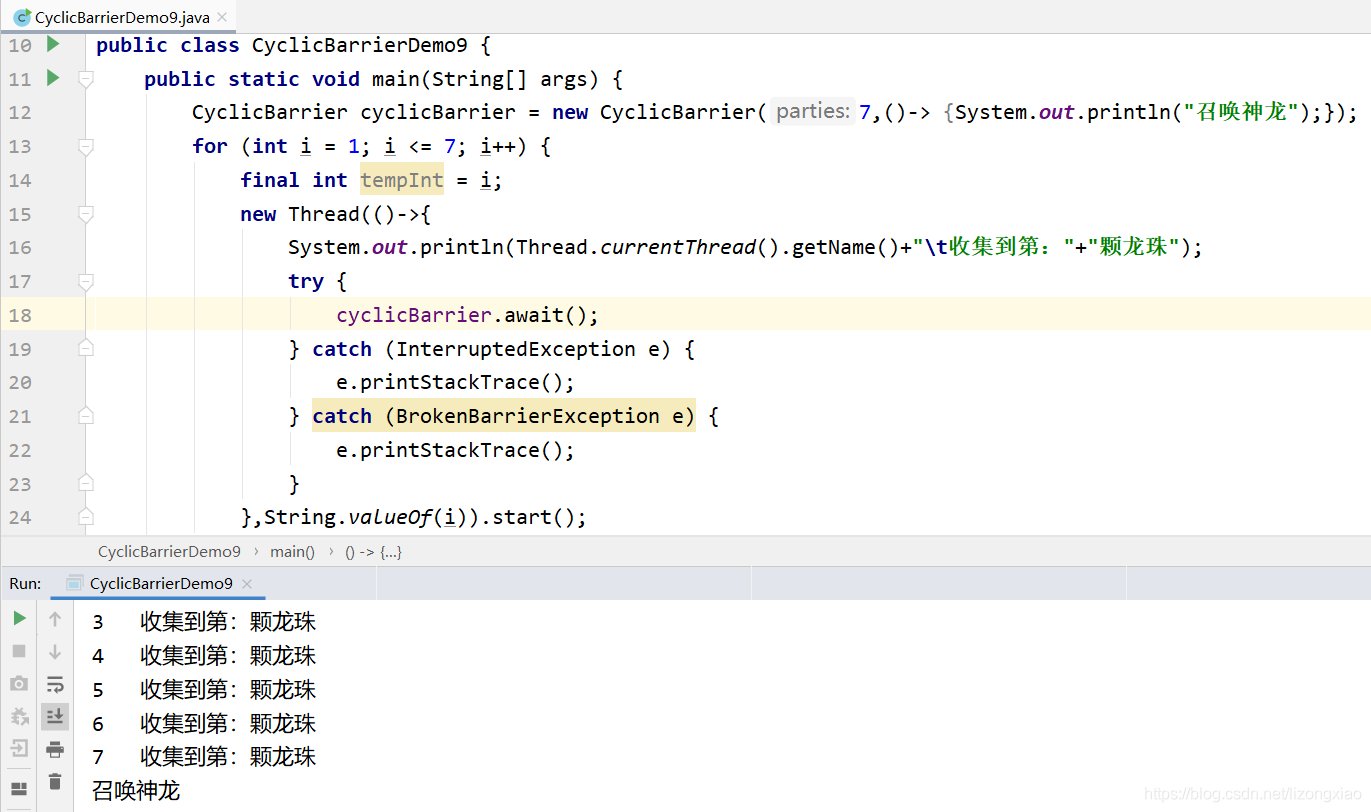 CyclicBarrierDemo9.java
10 public class CyclicBarrierDemo9 {
11 public static void main(String[] args) {
12 CyclicBarrier cyclicBarrier = new CyclicBarrier( parties: 7,()-> {System.out.println("召唤神龙");});
13 for (int i = 1; i <= 7; i++) {
14 final int tempInt = i;
15 new Thread(()->{
16 System.out.println(Thread.currentThread().getName()+"\t收集到第："+"颗龙珠");
17 try {
18 cyclicBarrier.await();
19 } catch (InterruptedException e) {
20 e.printStackTrace();
21 } catch (BrokenBarrierException e) {
22 e.printStackTrace();
23 }
24 },String.valueOf(i)).start();
CyclicBarrierDemo9 › main() › () -> {...}
Run: CyclicBarrierDemo9
3 收集到第：颗龙珠
4 收集到第：颗龙珠
5 收集到第：颗龙珠
6 收集到第：颗龙珠
7 收集到第：颗龙珠
召唤神龙
https://blog.csdn.net/lizongxiao